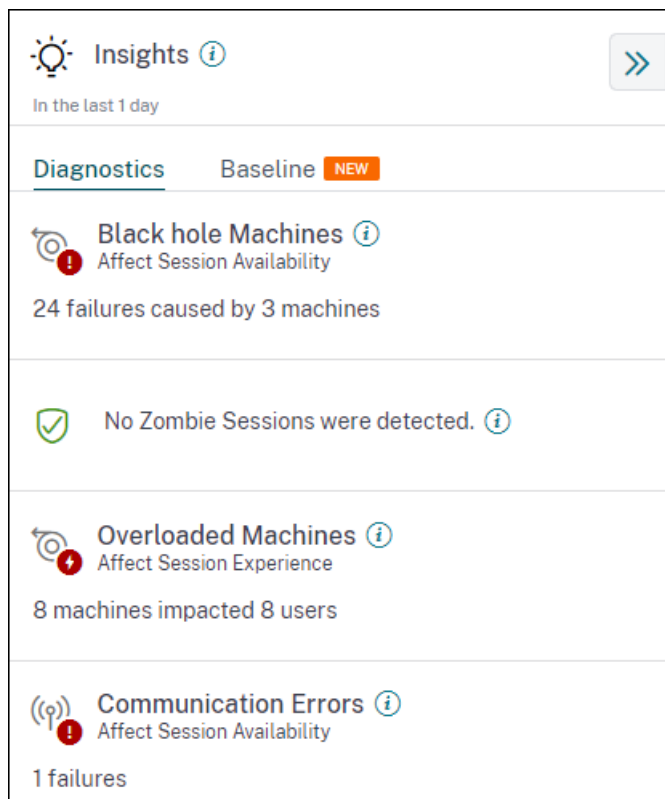 Insights
In the last 1 day
Diagnostics Baseline NEW
Black hole Machines
Affect Session Availability
24 failures caused by 3 machines
No Zombie Sessions were detected.
Overloaded Machines
Affect Session Experience
8 machines impacted 8 users
Communication Errors
Affect Session Availability
1 failures